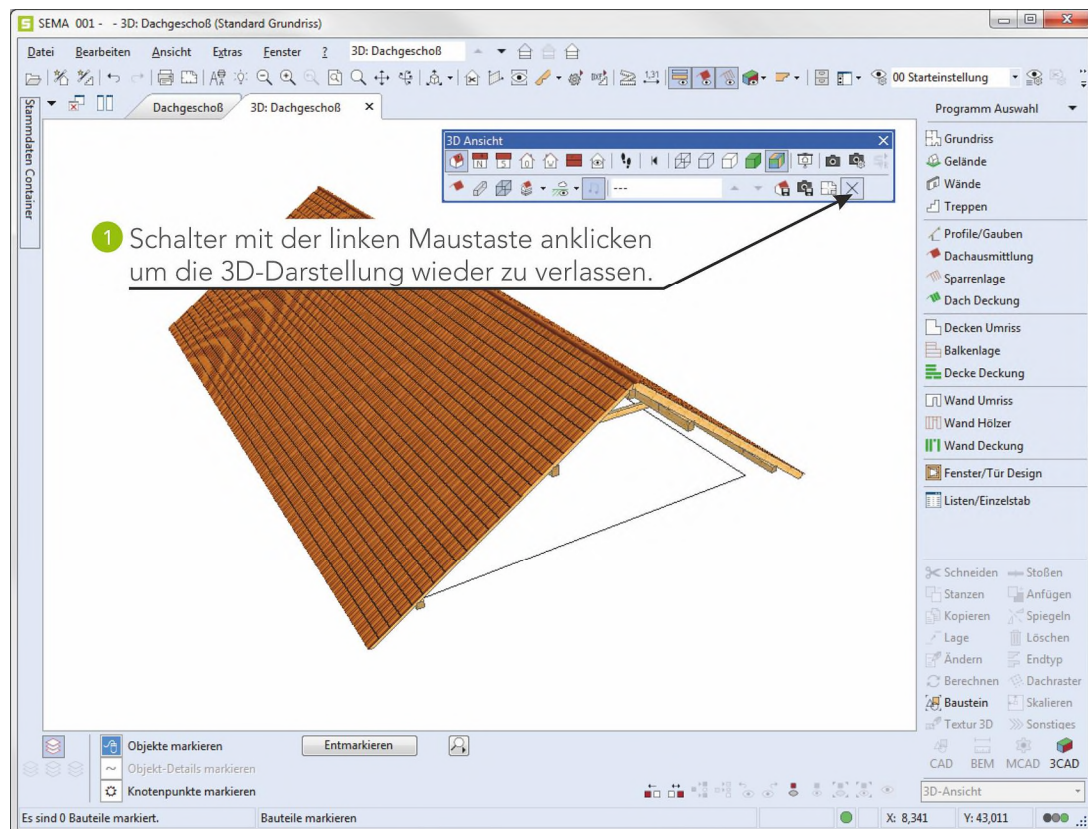 SEMA 001 - - 3D: Dachgeschoß (Standard Grundriss)
Datei Bearbeiten Ansicht Extras Fenster ? 3D: Dachgeschoß
00 Starteinstellung
Stammdaten Container
Dachgeschoß 3D: Dachgeschoß x
Programm Auswahl
3D Ansicht
---
1 Schalter mit der linken Maustaste anklicken
um die 3D-Darstellung wieder zu verlassen.
Grundriss
Gelände
Wände
Treppen
Profile/Gauben
Dachausmittlung
Sparrenlage
Dach Deckung
Decken Umriss
Balkenlage
Decke Deckung
Wand Umriss
Wand Hölzer
Wand Deckung
Fenster/Tür Design
Listen/Einzelstab
Schneiden Stoßen
Stanzen Anfügen
Kopieren Spiegeln
Lage Löschen
Ändern Endtyp
Berechnen Dachraster
Baustein Skalieren
Textur 3D Sonstiges
CAD BEM MCAD 3CAD
3D-Ansicht
Objekte markieren Entmarkieren
Objekt-Details markieren
Knotenpunkte markieren
Es sind 0 Bauteile markiert. Bauteile markieren X: 8,341 Y: 43,011